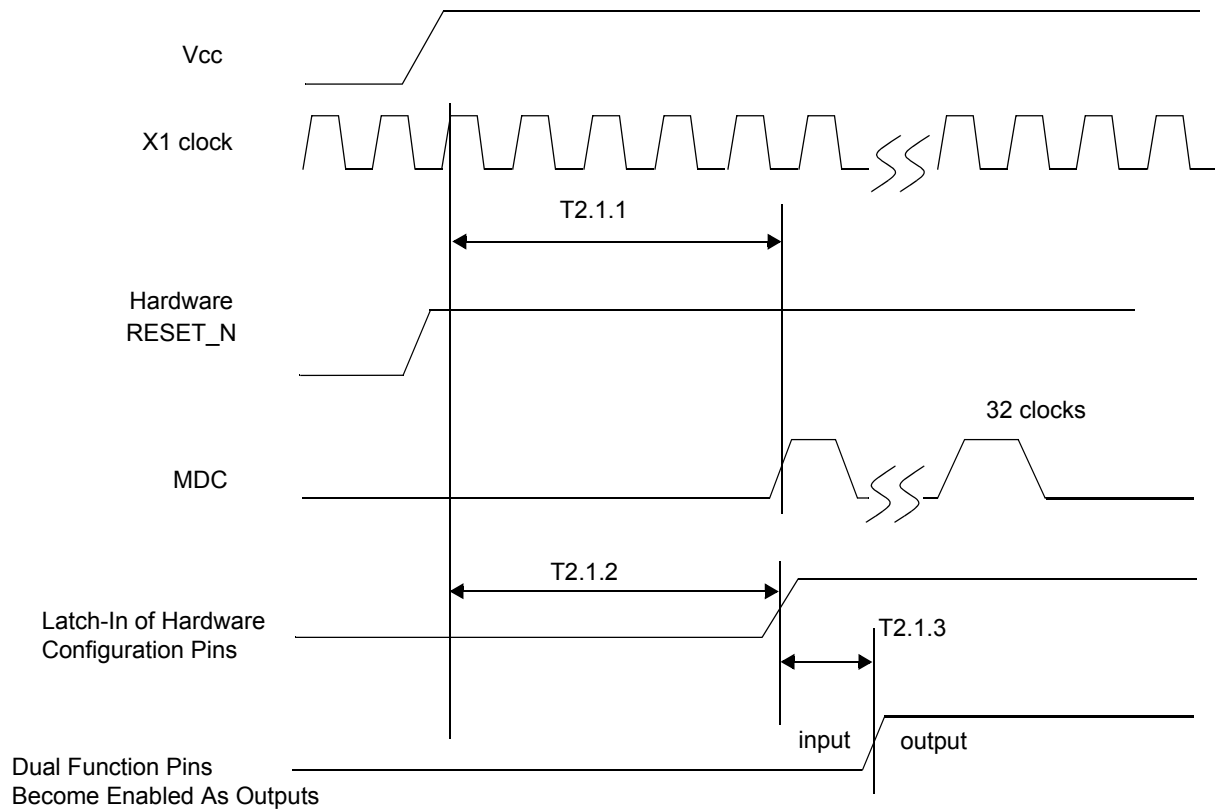 Vcc
X1 clock
T2.1.1
Hardware
RESET_N
32 clocks
MDC
T2.1.2
Latch-In of Hardware
Configuration Pins
T2.1.3
input
output
Dual Function Pins
Become Enabled As Outputs